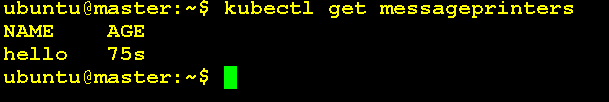 ubuntu@master:~$ kubectl get messageprinters
NAME    AGE
hello   75s
ubuntu@master:~$